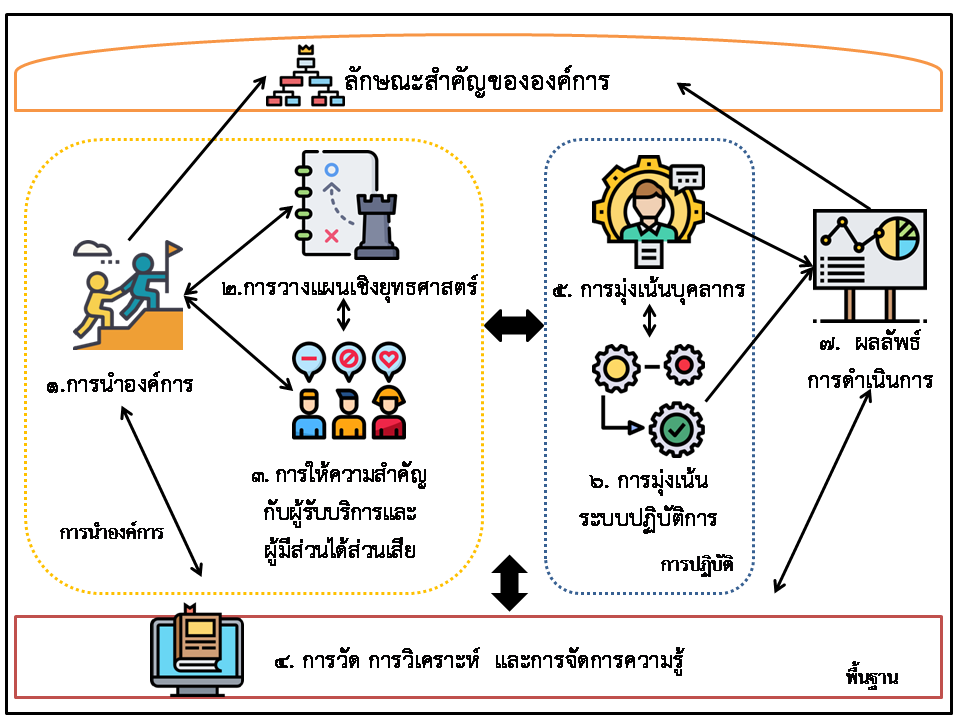 ลักษณะสำคัญขององค์การ
๒.การวางแผนเชิงยุทธศาสตร์
๕. การมุ่งเน้นบุคลากร
๗. ผลลัพธ์
การดำเนินการ
๑.การนำองค์การ
๓. การให้ความสำคัญ
กับผู้รับบริการและ
ผู้มีส่วนได้ส่วนเสีย
๖. การมุ่งเน้น
ระบบปฏิบัติการ
การนำองค์การ
การปฏิบัติ
๔. การวัด การวิเคราะห์ และการจัดการความรู้
พื้นฐาน